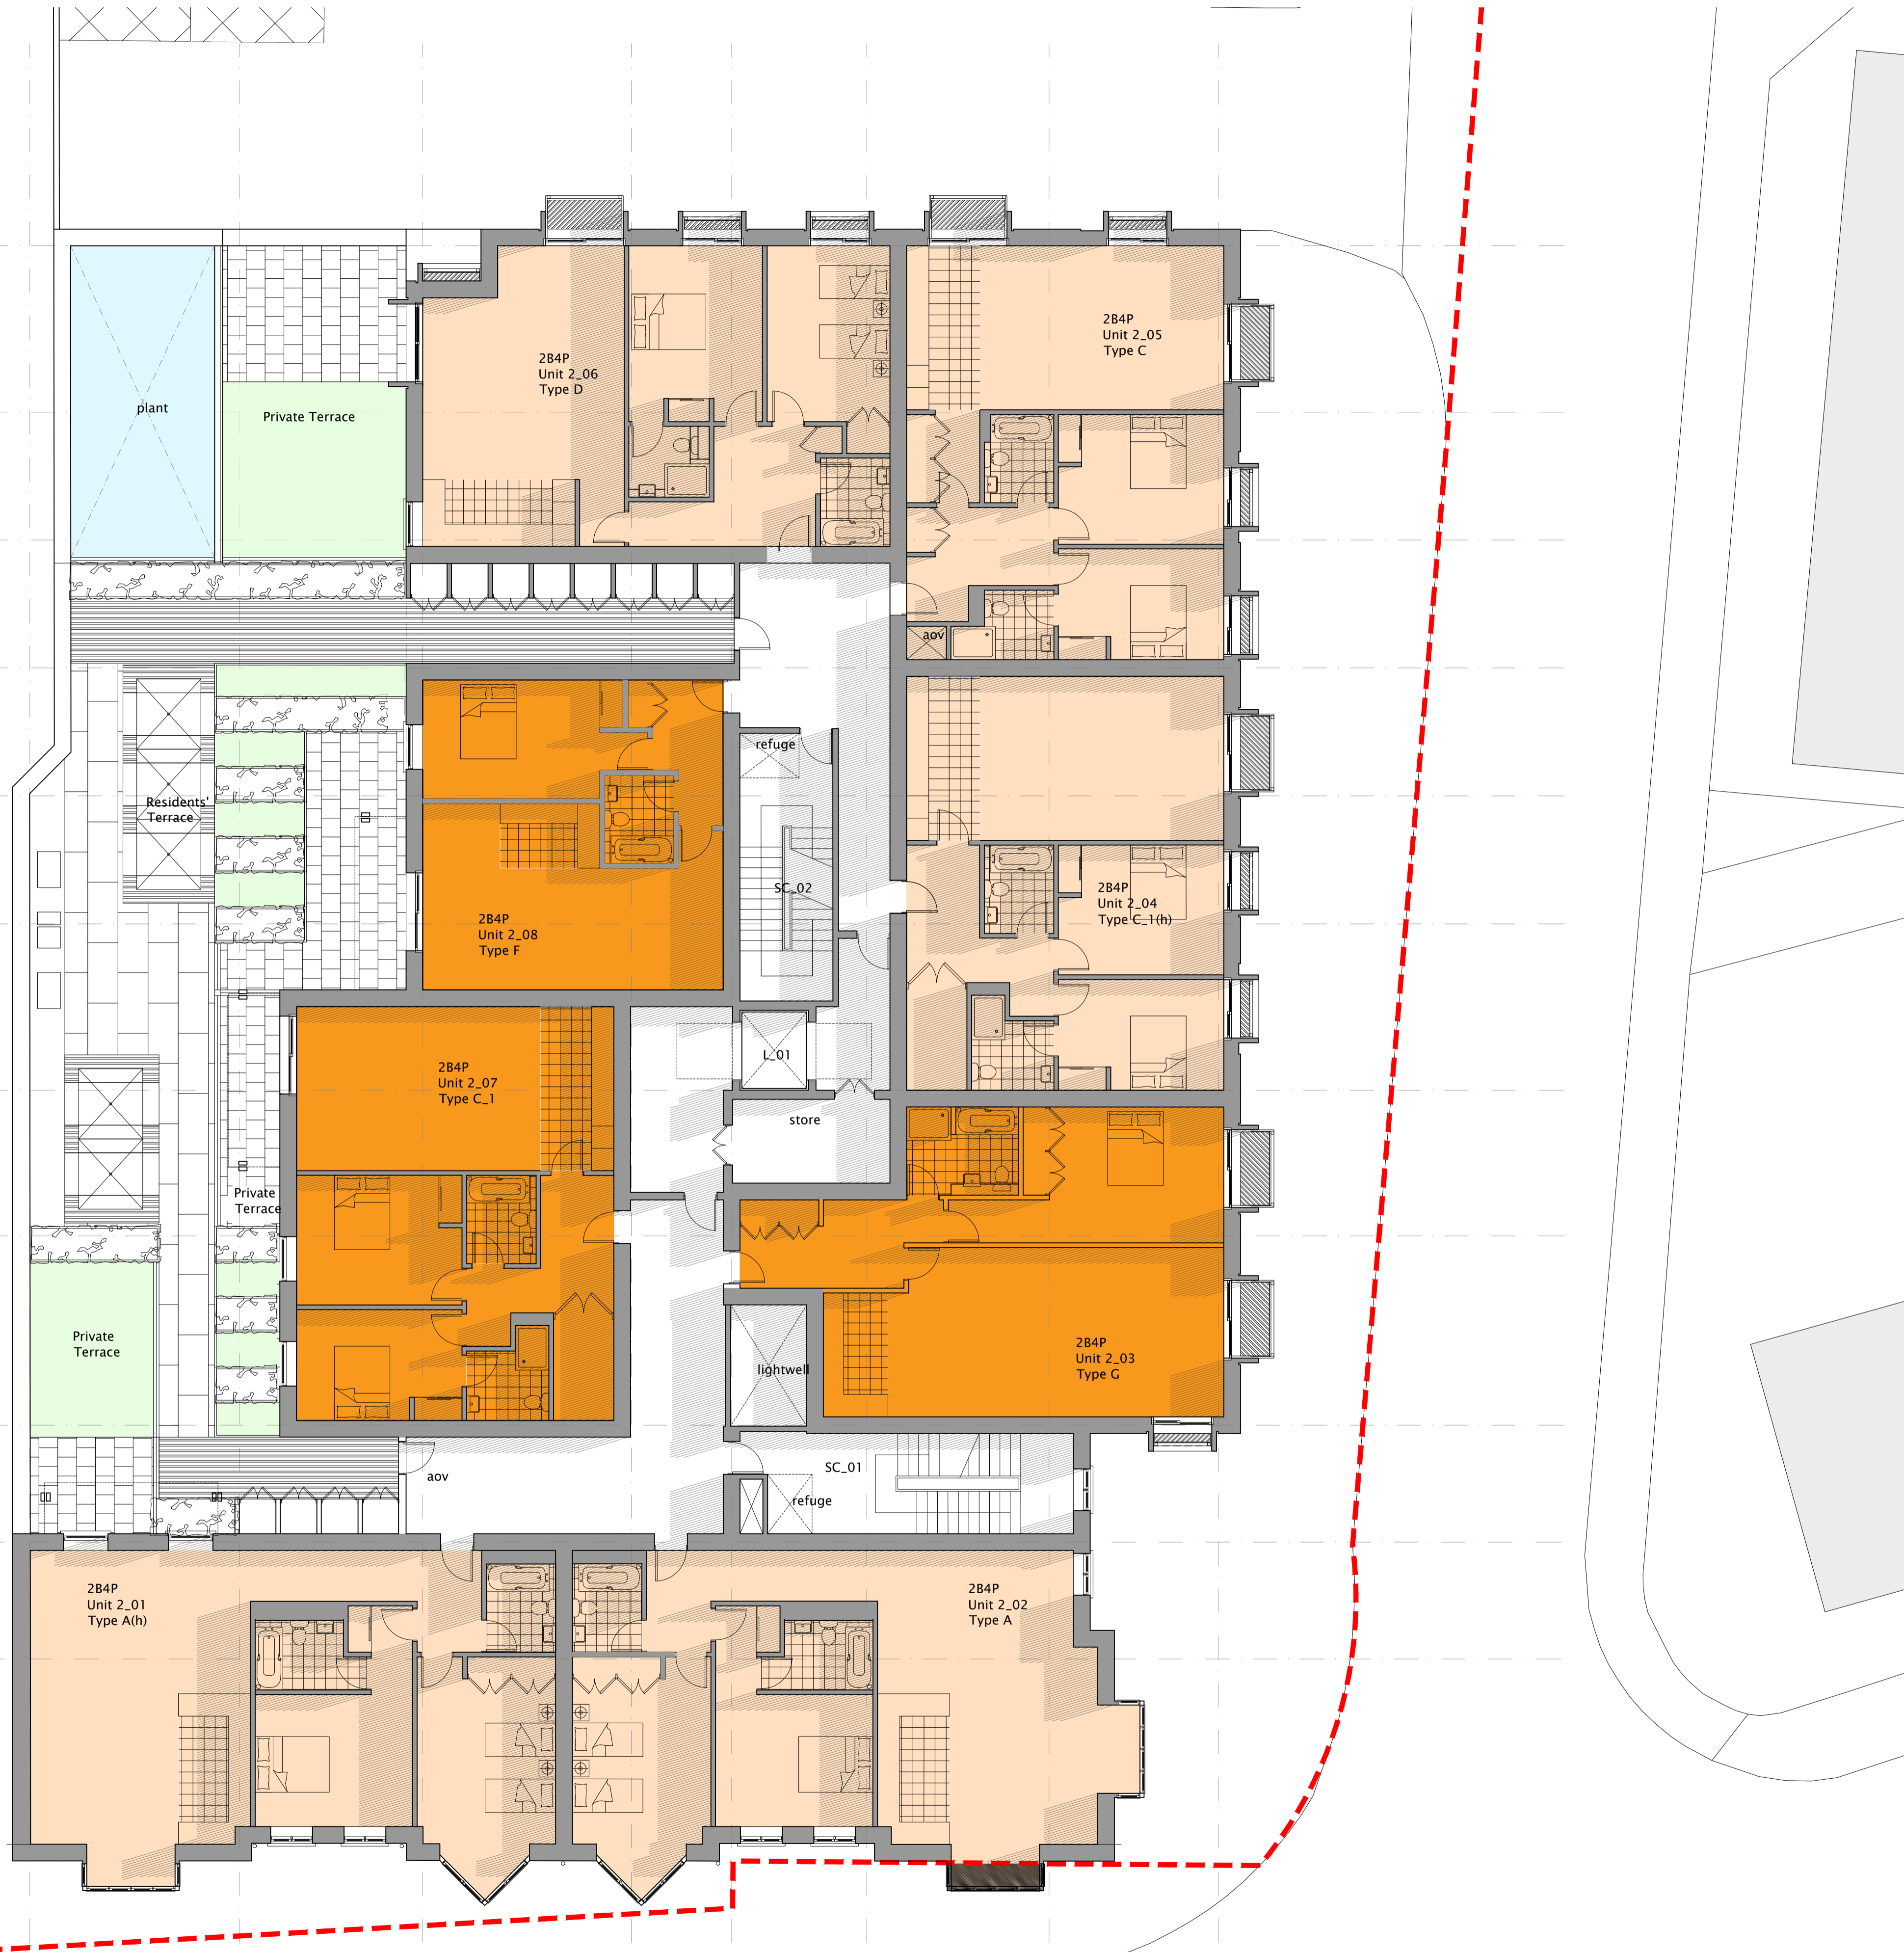 2B4P
Unit 2_05
Type C
2B4P
Unit 2_06
Type D
plant
Private Terrace
aov
refuge
Residents'
Terrace
SC_02
2B4P
Unit 2_04
Type C_1(h)
2B4P
Unit 2_08
Type F
L_01
2B4P
Unit 2_07
Type C_1
store
Private
Terrace
Private
Terrace
2B4P
Unit 2_03
Type G
lightwell
SC_01
aov
refuge
2B4P
Unit 2_01
Type A(h)
2B4P
Unit 2_02
Type A